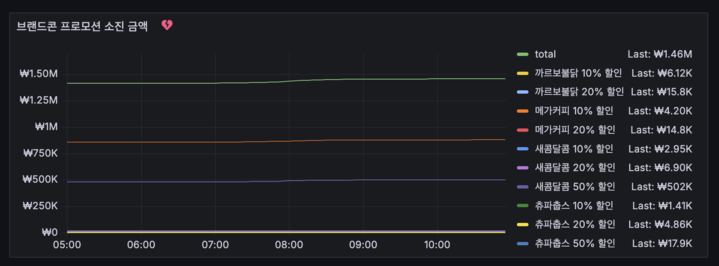 브랜드콘 프로모션 소진 금액
₩1.50M
₩1.25M
₩1M
₩750K
₩500K
₩250K
₩0
05:00 06:00 07:00 08:00 09:00 10:00
total Last: ₩1.46M
까르보불닭 10% 할인 Last: ₩6.12K
까르보불닭 20% 할인 Last: ₩15.8K
메가커피 10% 할인 Last: ₩4.20K
메가커피 20% 할인 Last: ₩14.8K
새콤달콤 10% 할인 Last: ₩2.95K
새콤달콤 20% 할인 Last: ₩6.90K
새콤달콤 50% 할인 Last: ₩502K
츄파춥스 10% 할인 Last: ₩1.41K
츄파춥스 20% 할인 Last: ₩4.86K
츄파춥스 50% 할인 Last: ₩17.9K